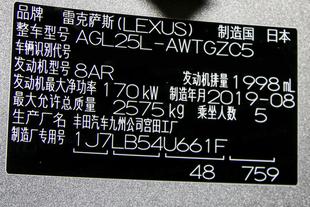 品牌 雷克萨斯(LEXUS) 制造国 日本
整车型号 AGL25L-AWTGZC5
车辆识别代号
发动机型号 8AR 发动机排量 1998 mL
发动机最大净功率 170 kW 制造年月 2019-08
最大允许总质量 2575 kg 乘坐人数 5
生产厂名 丰田汽车九州公司宫田工厂
制造厂专用号 1J7LB54U661F
48 759